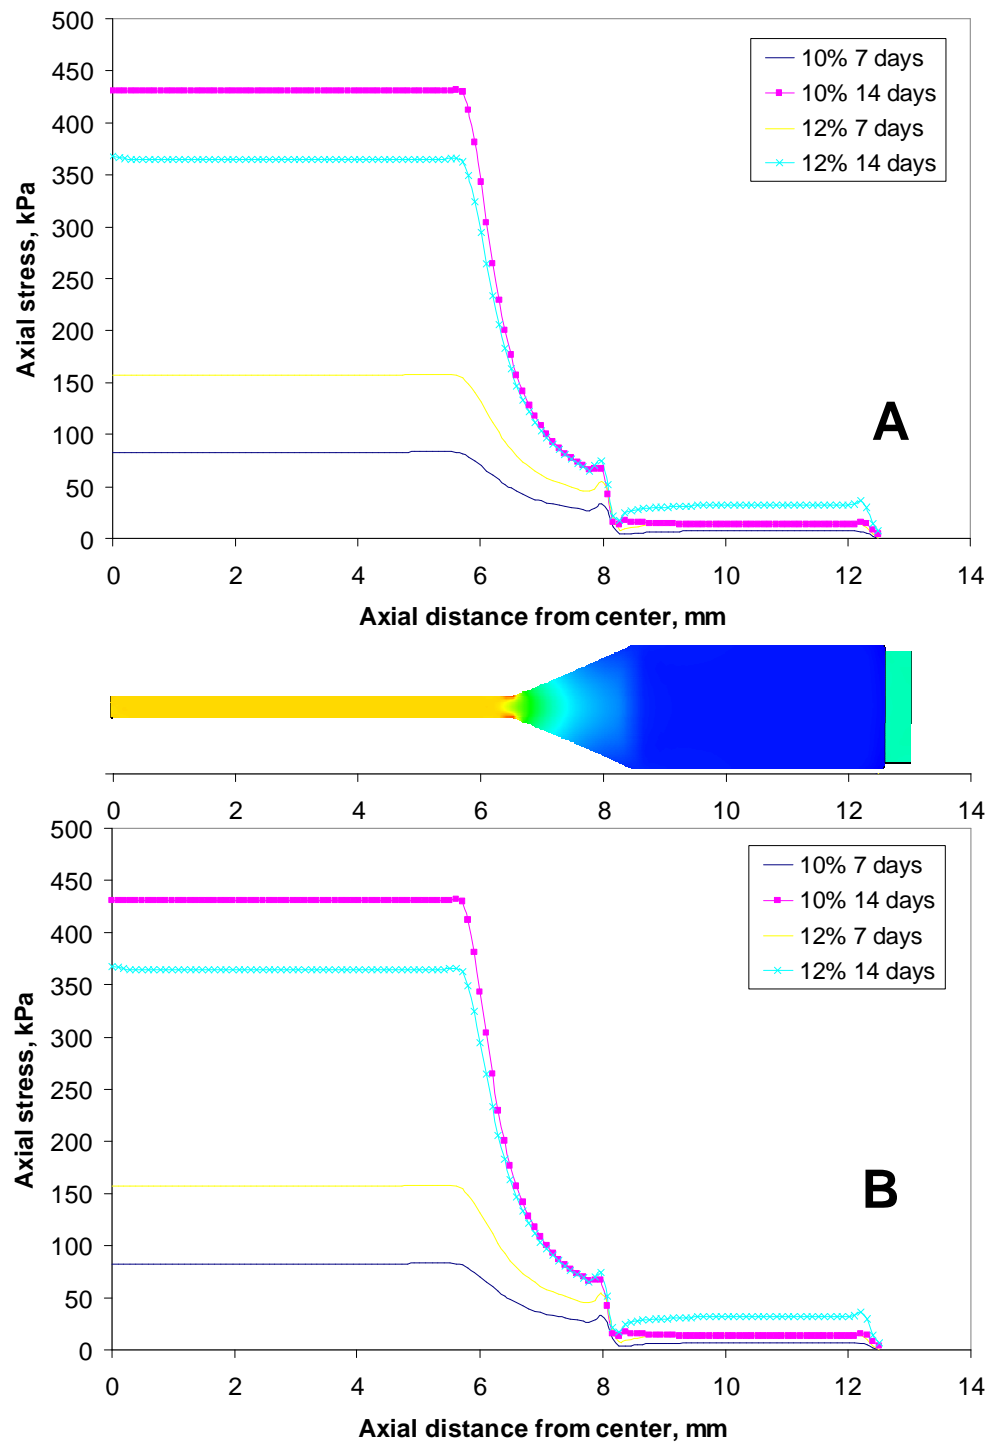 500
450
400
350
300
250
200
150
100
50
0
Axial stress, kPa
10% 7 days
10% 14 days
12% 7 days
12% 14 days
A
0 2 4 6 8 10 12 14
Axial distance from center, mm
0 2 4 6 8 10 12 14
500
450
400
350
300
250
200
150
100
50
0
Axial stress, kPa
10% 7 days
10% 14 days
12% 7 days
12% 14 days
B
0 2 4 6 8 10 12 14
Axial distance from center, mm